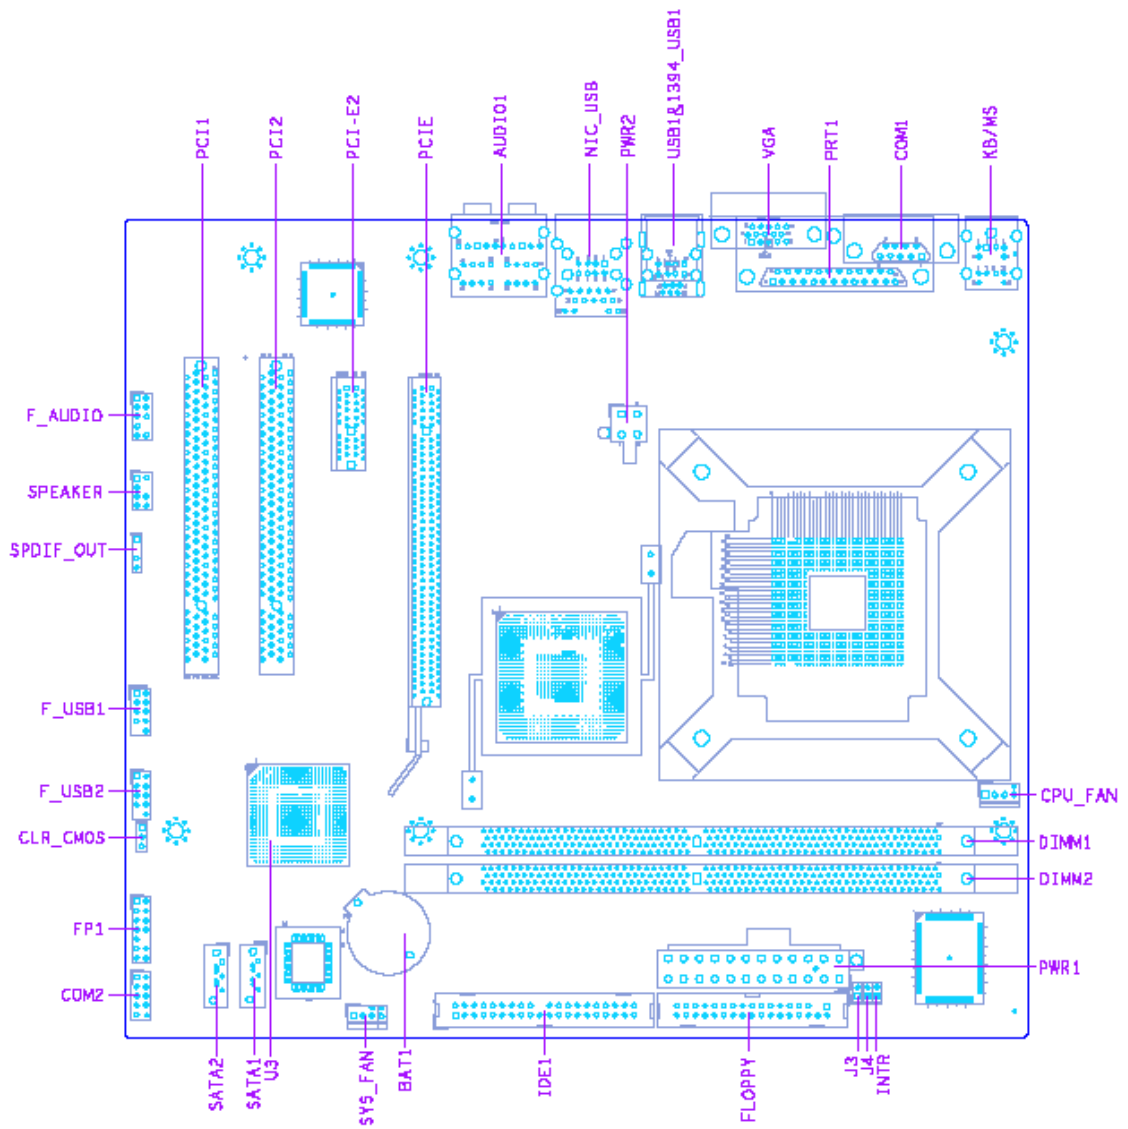 PCI1
PCI2
PCI-E2
PCIE
AUDIO1
NIC_USB
PWR2
USB1&1394_USB1
VGA
PRT1
COM1
KB/MS
F_AUDIO
SPEAKER
SPDIF_OUT
F_USB1
F_USB2
CLR_CMOS
FP1
COM2
CPU_FAN
DIMM1
DIMM2
PWR1
SATA2
SATA1
U3
SYS_FAN
BAT1
IDE1
FLOPPY
J3
J4
INTR